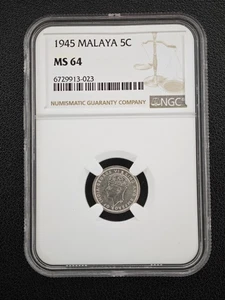 1945 MALAYA 5C
MS 64
6729913-023
NUMISMATIC GUARANTY COMPANY
NGC